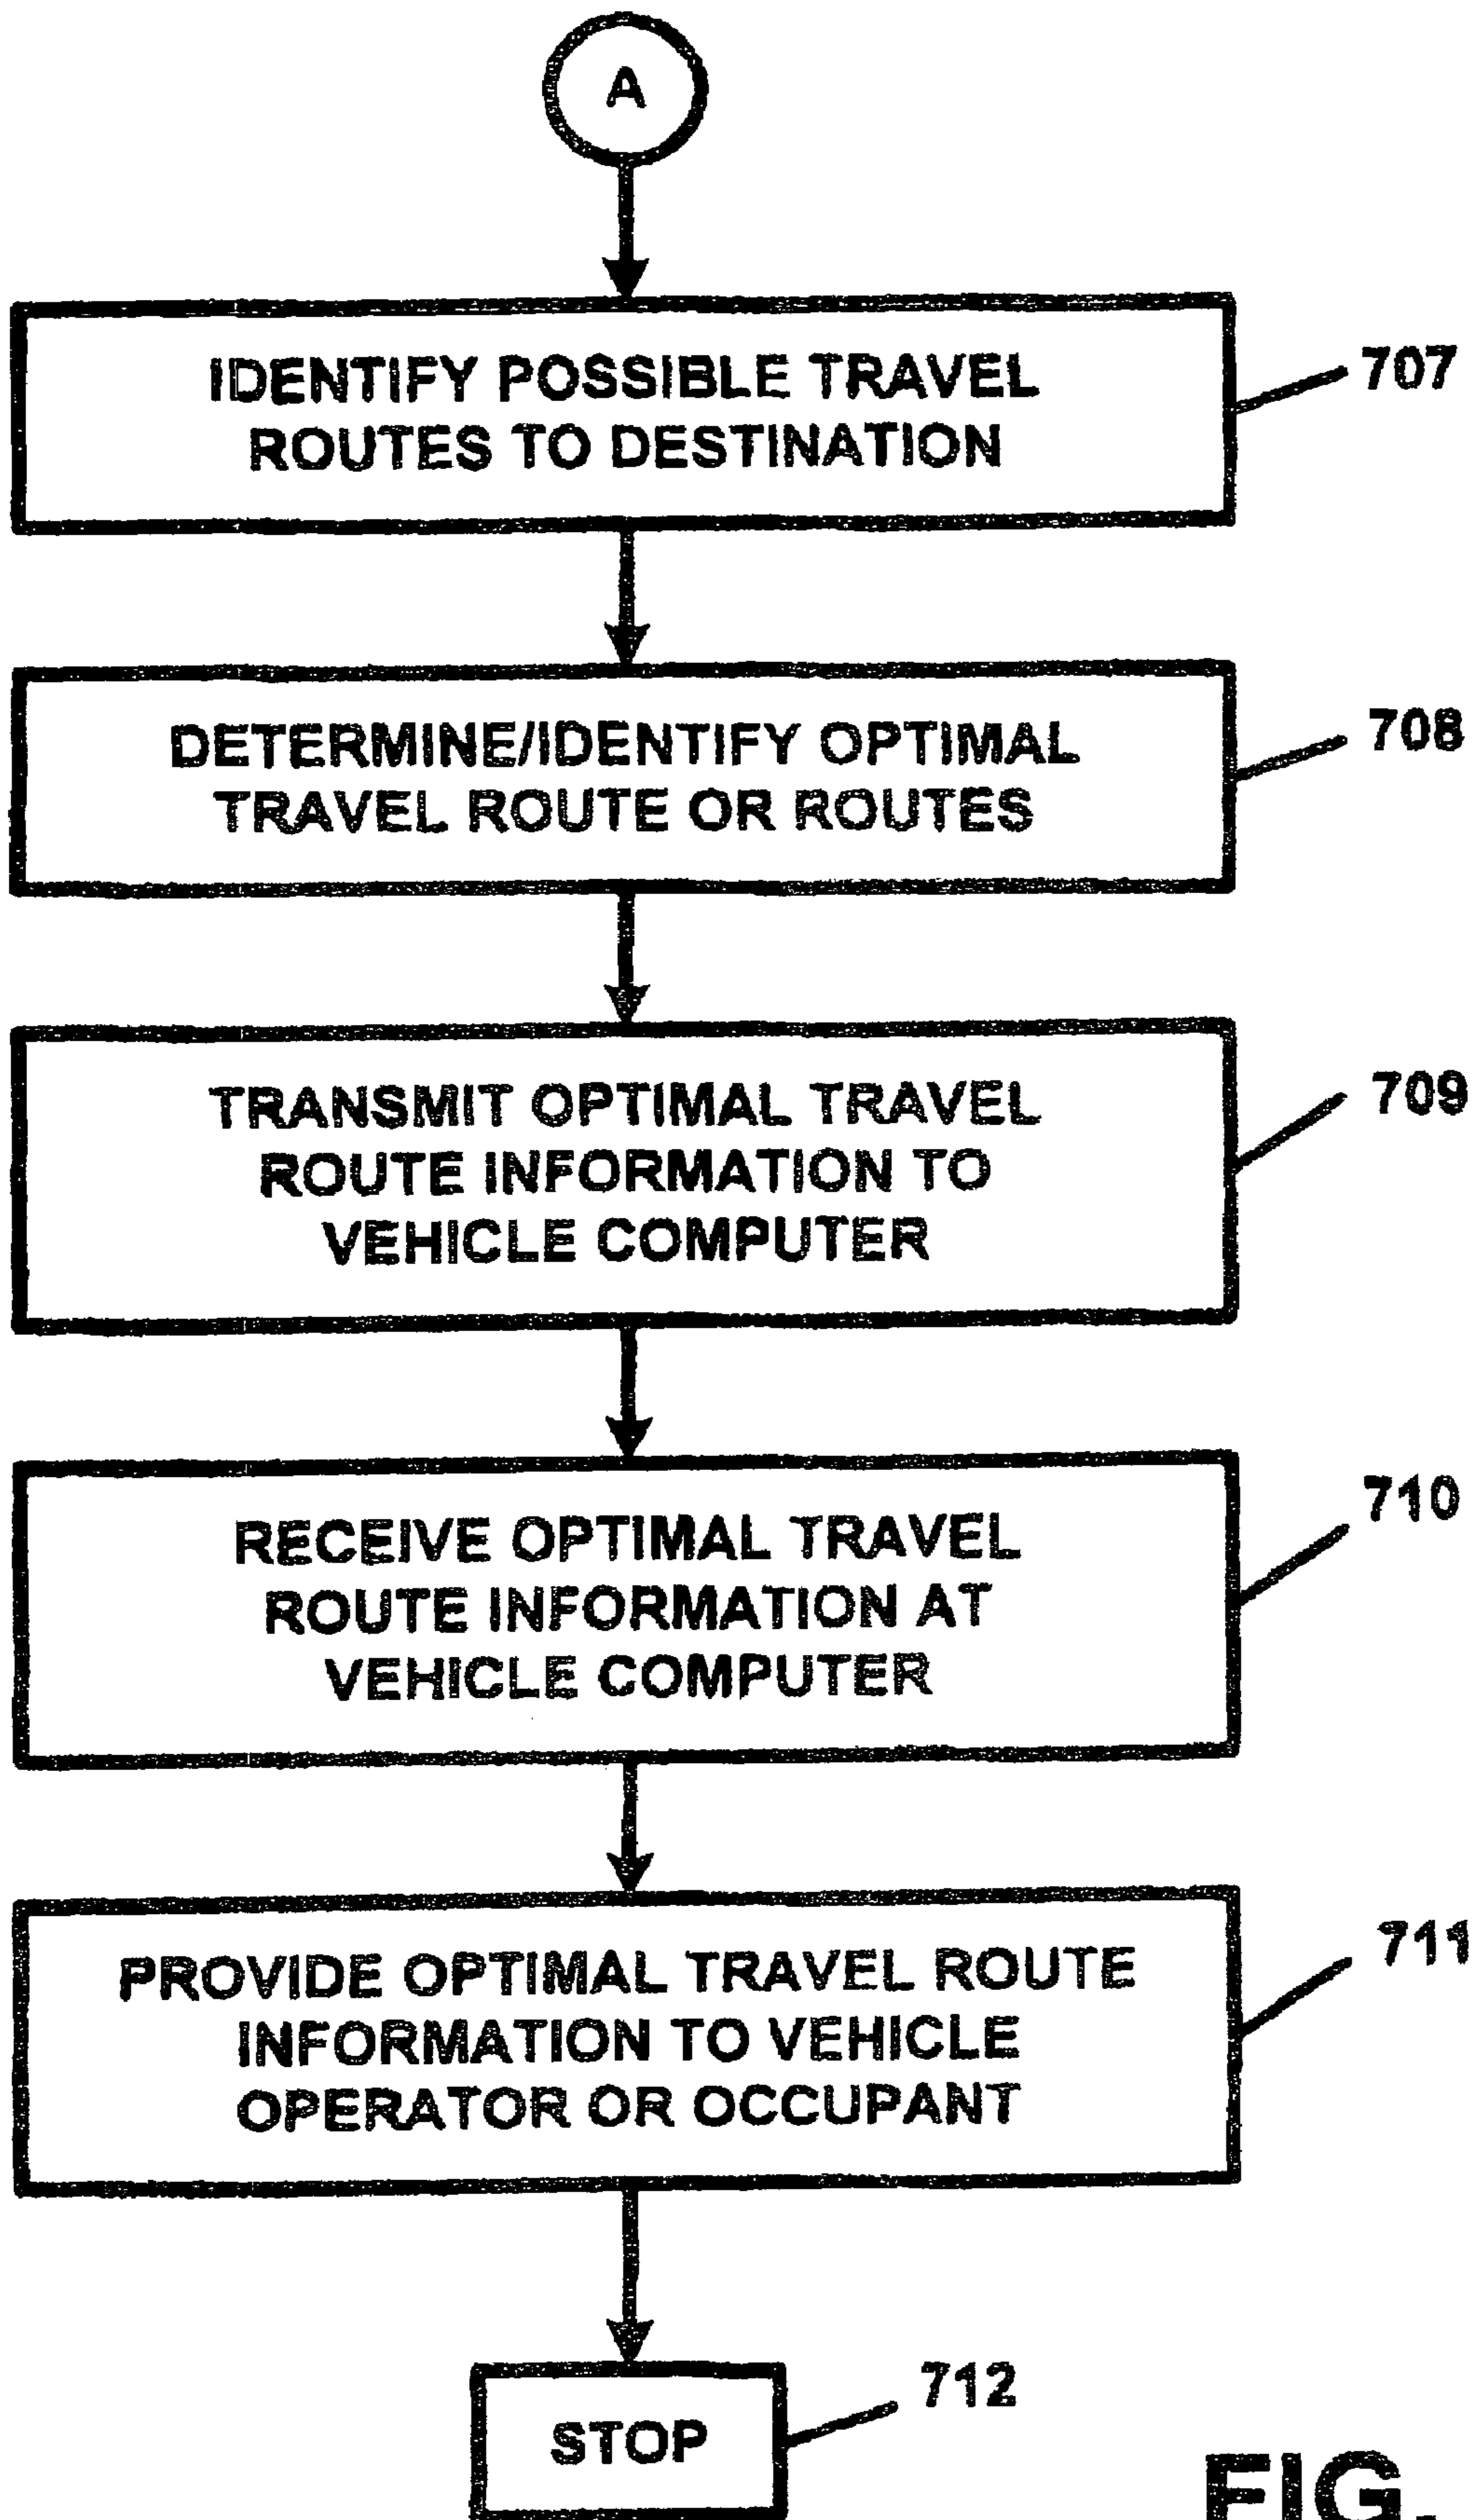 A
IDENTIFY POSSIBLE TRAVEL
ROUTES TO DESTINATION
707
DETERMINE/IDENTIFY OPTIMAL
TRAVEL ROUTE OR ROUTES
708
TRANSMIT OPTIMAL TRAVEL
ROUTE INFORMATION TO
VEHICLE COMPUTER
709
RECEIVE OPTIMAL TRAVEL
ROUTE INFORMATION AT
VEHICLE COMPUTER
710
PROVIDE OPTIMAL TRAVEL ROUTE
INFORMATION TO VEHICLE
OPERATOR OR OCCUPANT
711
STOP
712
FIG.